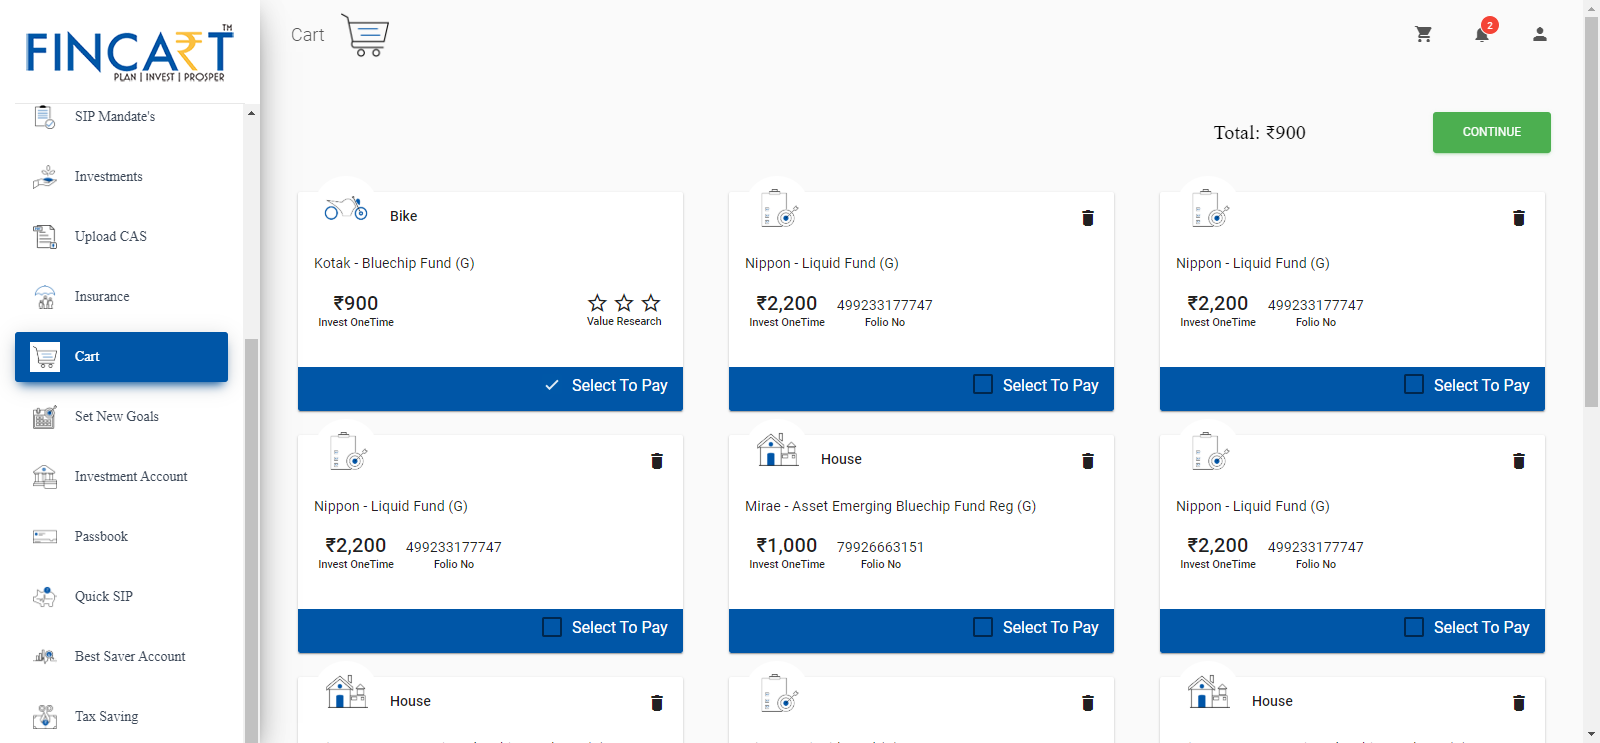 FINCART™
PLAN | INVEST | PROSPER
SIP Mandate's
Investments
Upload CAS
Insurance
Cart
Set New Goals
Investment Account
Passbook
Quick SIP
Best Saver Account
Tax Saving
Cart
2
Total: ₹900
CONTINUE
Bike
Kotak - Bluechip Fund (G)
₹900
Invest OneTime
Value Research
Select To Pay
Nippon - Liquid Fund (G)
₹2,200 499233177747
Invest OneTime Folio No
Select To Pay
Nippon - Liquid Fund (G)
₹2,200 499233177747
Invest OneTime Folio No
Select To Pay
Nippon - Liquid Fund (G)
₹2,200 499233177747
Invest OneTime Folio No
Select To Pay
House
Mirae - Asset Emerging Bluechip Fund Reg (G)
₹1,000 79926663151
Invest OneTime Folio No
Select To Pay
Nippon - Liquid Fund (G)
₹2,200 499233177747
Invest OneTime Folio No
Select To Pay
House
House